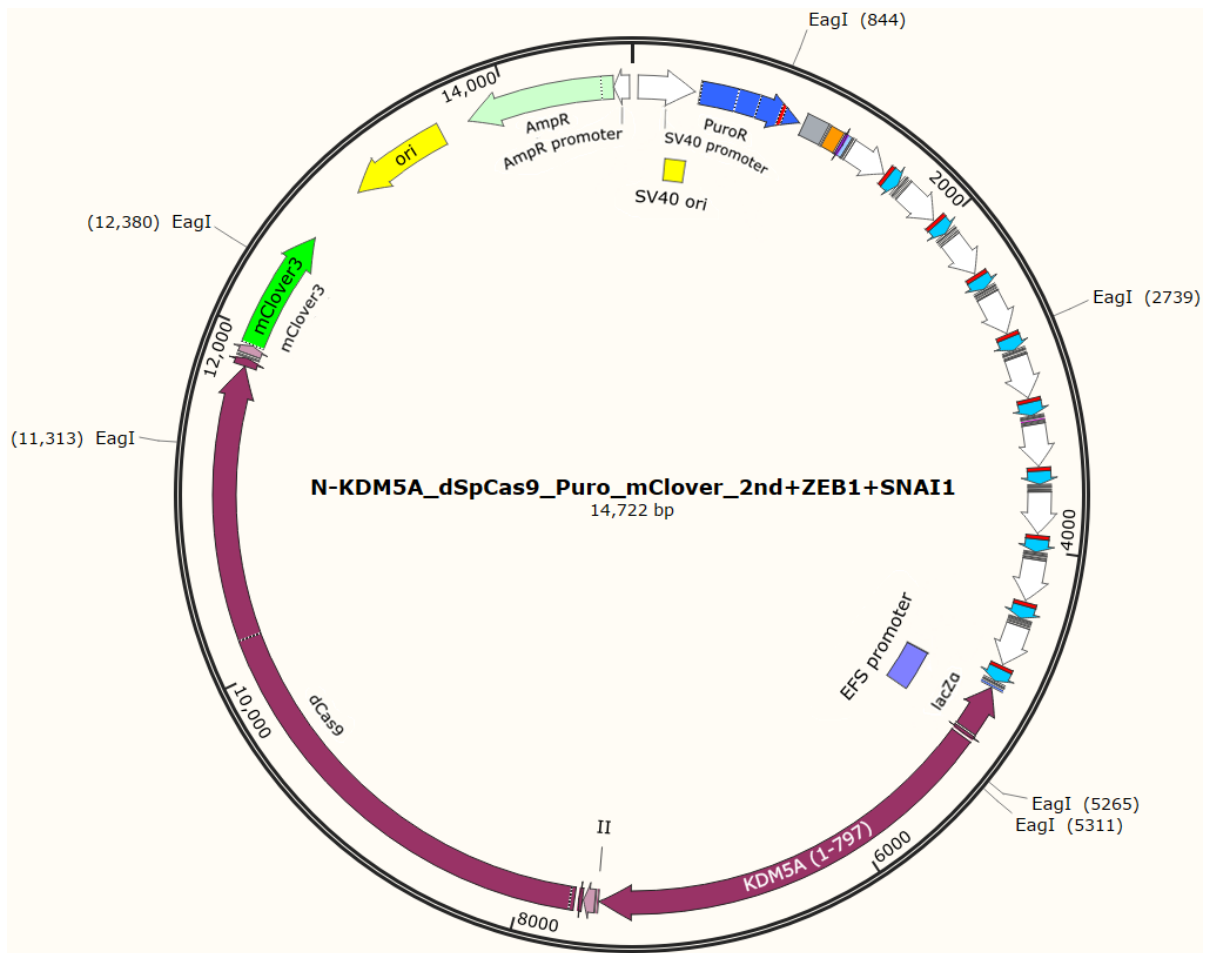 EagI (844)
14,000
AmpR
AmpR promoter
PuroR
SV40 promoter
SV40 ori
ori
2000
(12,380) EagI
mClover3
mClover3
EagI (2739)
12,000
(11,313) EagI
N-KDM5A_dSpCas9_Puro_mClover_2nd+ZEB1+SNAI1
14,722 bp
4000
EFS promoter
lacZα
10,000
dCas9
EagI (5265)
EagI (5311)
II
KDM5A (1-797)
6000
8000